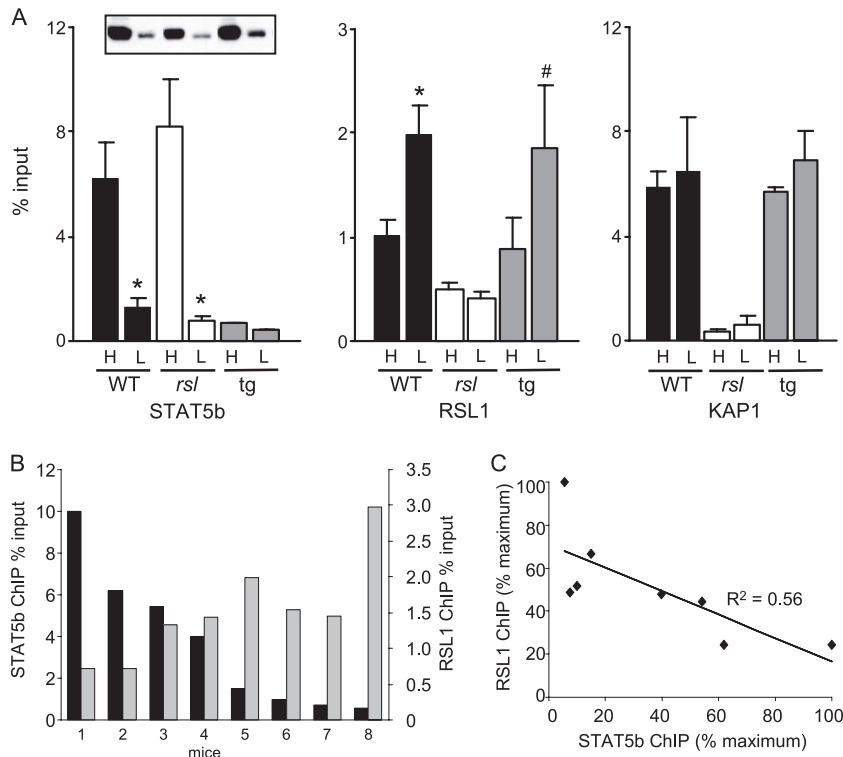 A
12
8
4
0
% input
*
*
H L H L H L
WT rsl tg
STAT5b
3
2
1
0
*
#
H L H L H L
WT rsl tg
RSL1
12
8
4
0
H L H L H L
WT rsl tg
KAP1
B
STAT5b ChIP % input
12
10
8
6
4
2
0
3.5
3.0
2.5
2.0
1.5
1.0
0.5
0
RSL1 ChIP % input
1 2 3 4 5 6 7 8
mice
C
RSL1 ChIP (% maximum)
100
80
60
40
20
0
R² = 0.56
0 20 40 60 80 100
STAT5b ChIP (% maximum)